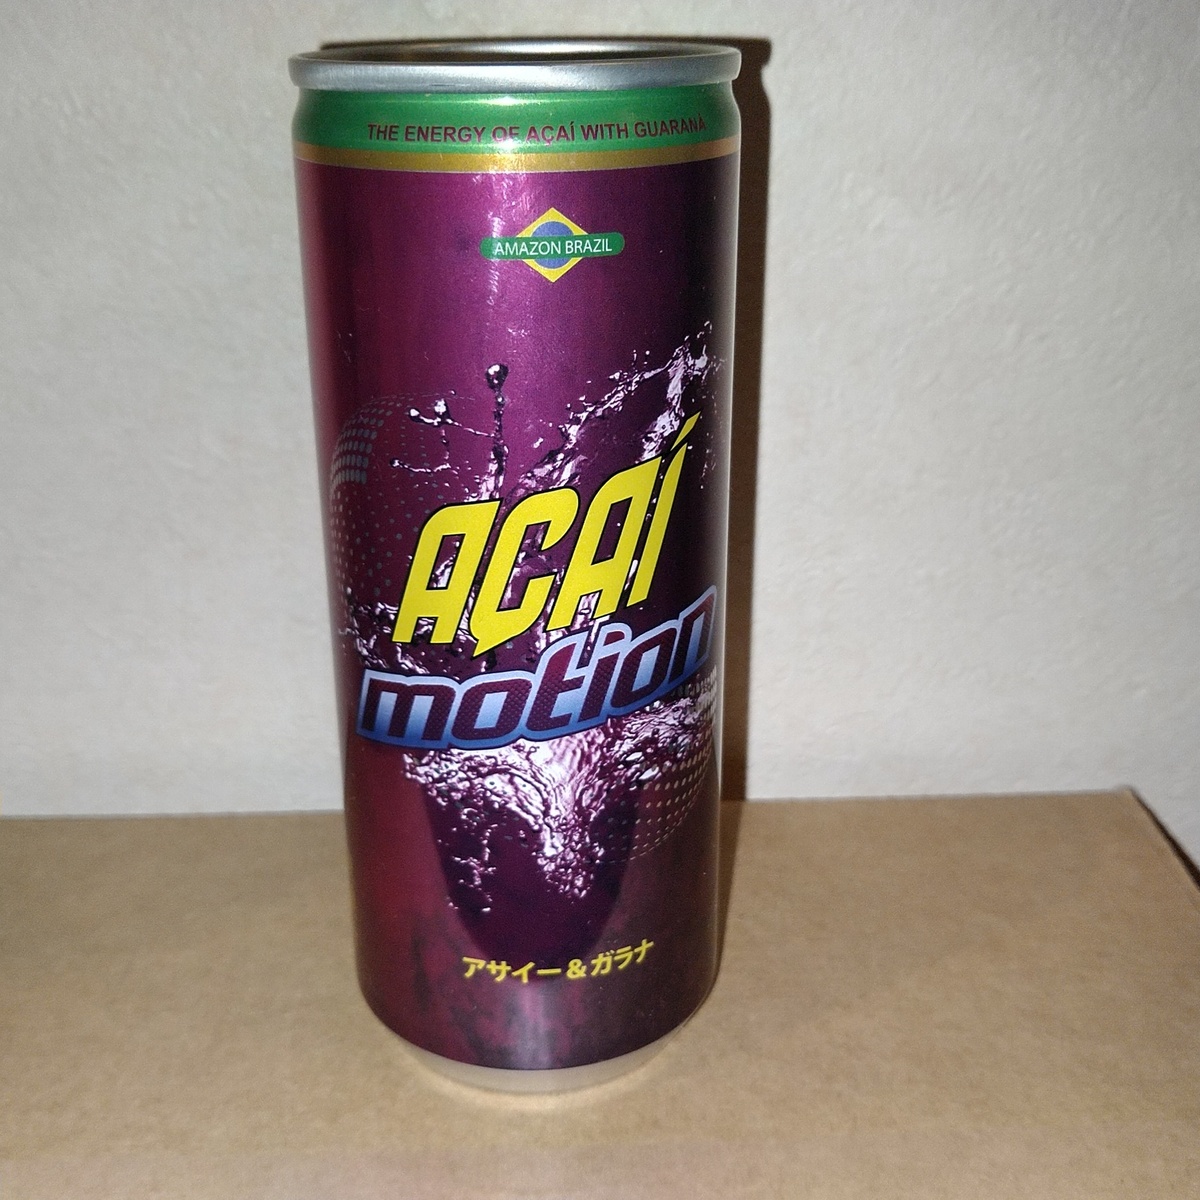 THE ENERGY OF AÇAÍ WITH GUARANA
AMAZON BRAZIL
AÇAÍ
motion
アサイー&ガラナ